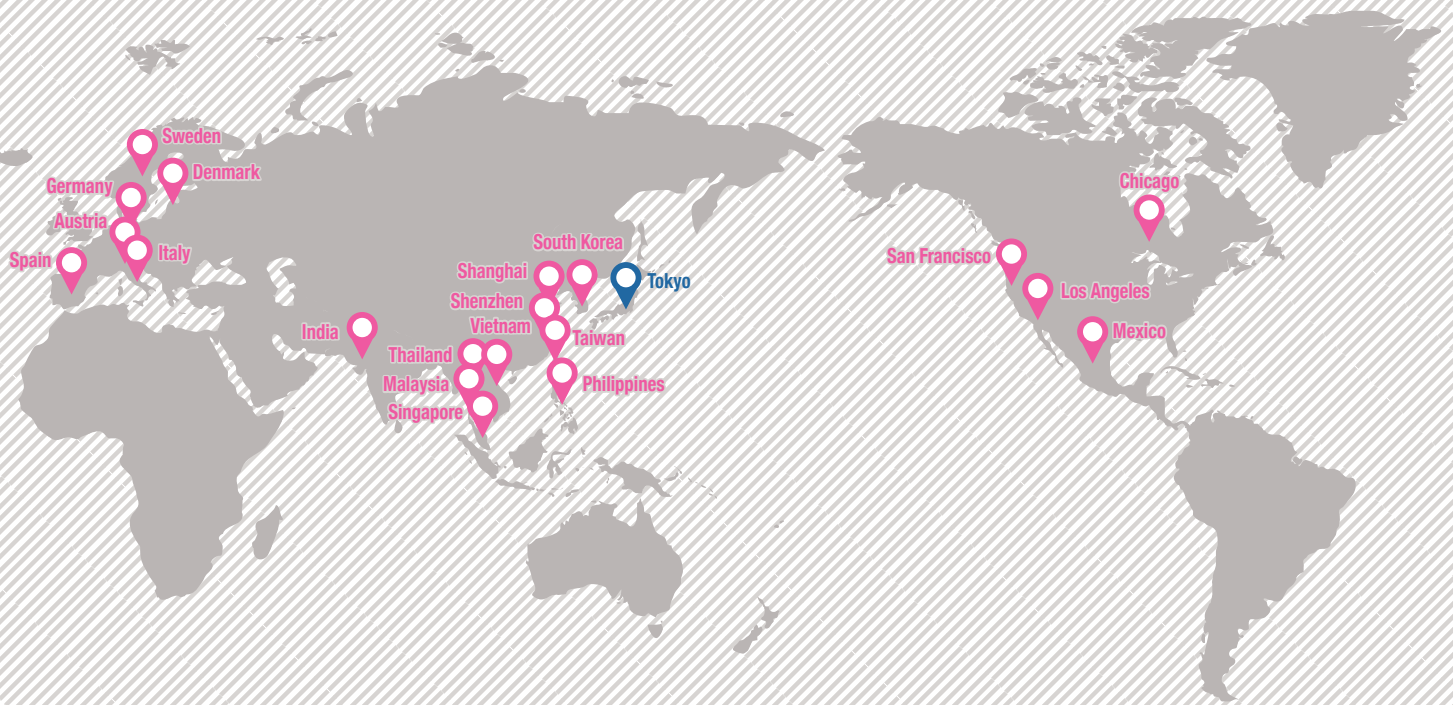 Sweden
Denmark
Germany
Austria
Italy
Spain
South Korea
Shanghai
Tokyo
Shenzhen
Vietnam
Taiwan
India
Thailand
Malaysia
Philippines
Singapore
Chicago
San Francisco
Los Angeles
Mexico